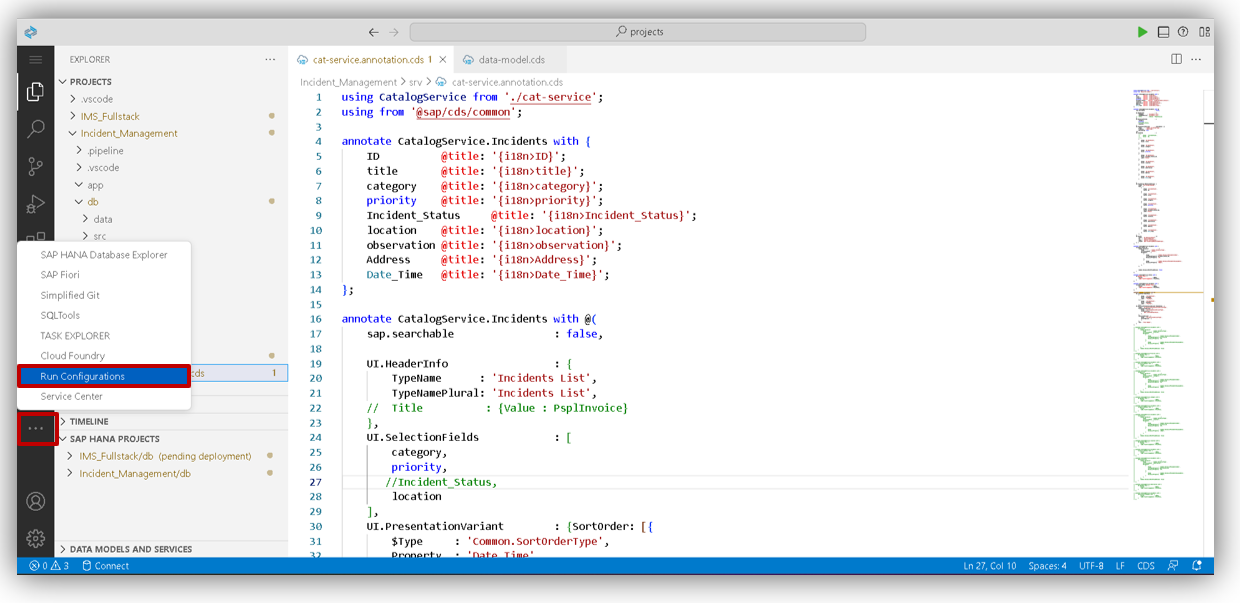 projects
EXPLORER
PROJECTS
.vscode
IMS_Fullstack
Incident_Management
.pipeline
.vscode
app
db
data
src
SAP HANA Database Explorer
SAP Fiori
Simplified Git
SQLTools
TASK EXPLORER
Cloud Foundry
Run Configurations
cds 1
Service Center
TIMELINE
SAP HANA PROJECTS
IMS_Fullstack/db (pending deployment)
Incident_Management/db
DATA MODELS AND SERVICES
cat-service.annotation.cds 1
data-model.cds
Incident_Management > srv > cat-service.annotation.cds
1 using CatalogService from './cat-service';
2 using from '@sap/cds/common';
3
4 annotate CatalogService.Incidents with {
5 ID @title: '{i18n>ID}';
6 title @title: '{i18n>title}';
7 category @title: '{i18n>category}';
8 priority @title: '{i18n>priority}';
9 Incident_Status @title: '{i18n>Incident_Status}';
10 location @title: '{i18n>location}';
11 observation @title: '{i18n>observation}';
12 Address @title: '{i18n>Address}';
13 Date_Time @title: '{i18n>Date_Time}';
14 };
15
16 annotate CatalogService.Incidents with @(
17 sap.searchable : false,
18
19 UI.HeaderInfo : {
20 TypeName : 'Incidents List',
21 TypeNamePlural: 'Incidents List',
22 // Title : {Value : PsplInvoice}
23 },
24 UI.SelectionFields : [
25 category,
26 priority,
27 //Incident_Status,
28 location
29 ],
30 UI.PresentationVariant : {SortOrder: [{
31 $Type : 'Common.SortOrderType',
32 Property : 'Date_Time'
0 3 Connect
Ln 27, Col 10 Spaces: 4 UTF-8 LF CDS